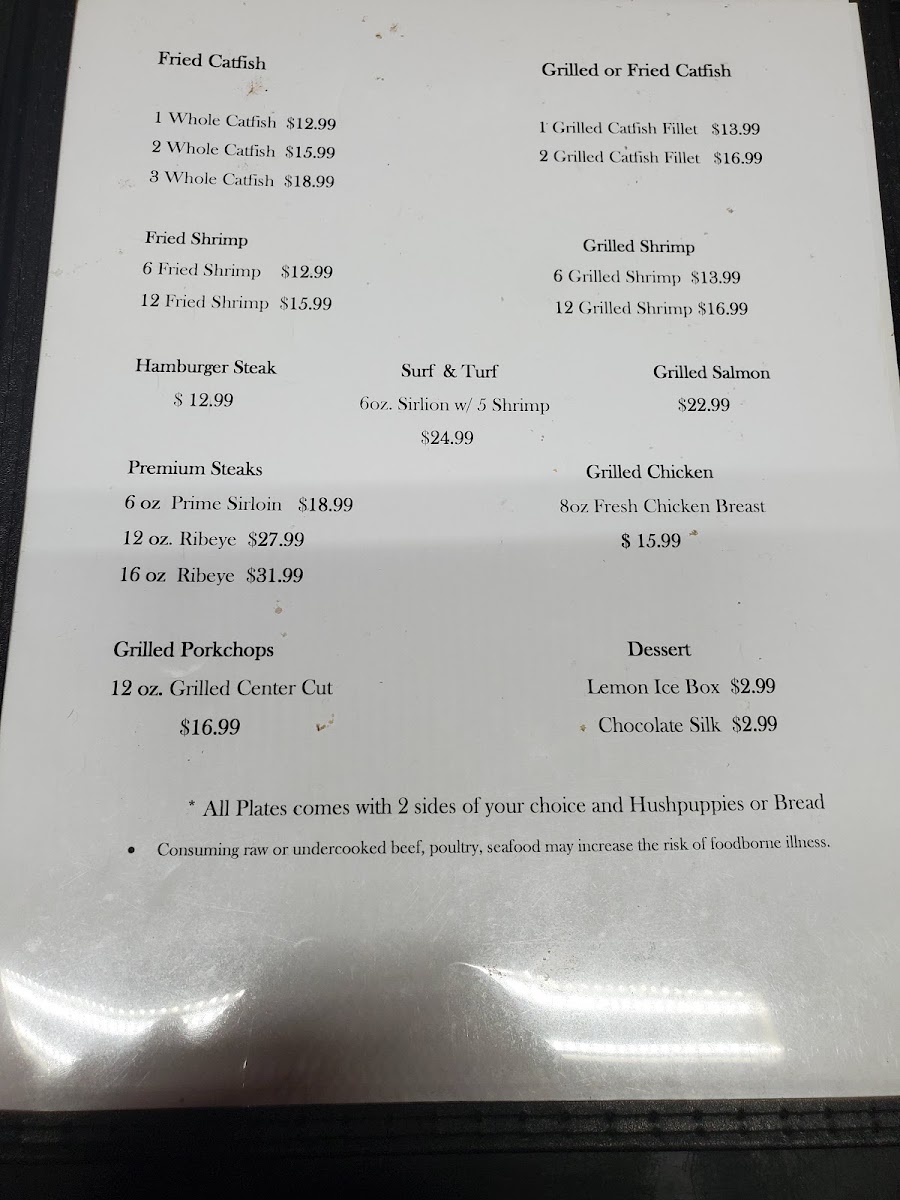 Fried Catfish
1 Whole Catfish $12.99
2 Whole Catfish $15.99
3 Whole Catfish $18.99
Grilled or Fried Catfish
1 Grilled Catfish Fillet $13.99
2 Grilled Catfish Fillet $16.99
Fried Shrimp
6 Fried Shrimp $12.99
12 Fried Shrimp $15.99
Grilled Shrimp
6 Grilled Shrimp $13.99
12 Grilled Shrimp $16.99
Hamburger Steak
$ 12.99
Surf & Turf
6oz. Sirlion w/ 5 Shrimp
$24.99
Grilled Salmon
$22.99
Premium Steaks
6 oz Prime Sirloin $18.99
12 oz. Ribeye $27.99
16 oz Ribeye $31.99
Grilled Chicken
8oz Fresh Chicken Breast
$ 15.99
Grilled Porkchops
12 oz. Grilled Center Cut
$16.99
Dessert
Lemon Ice Box $2.99
Chocolate Silk $2.99
* All Plates comes with 2 sides of your choice and Hushpuppies or Bread
• Consuming raw or undercooked beef, poultry, seafood may increase the risk of foodborne illness.